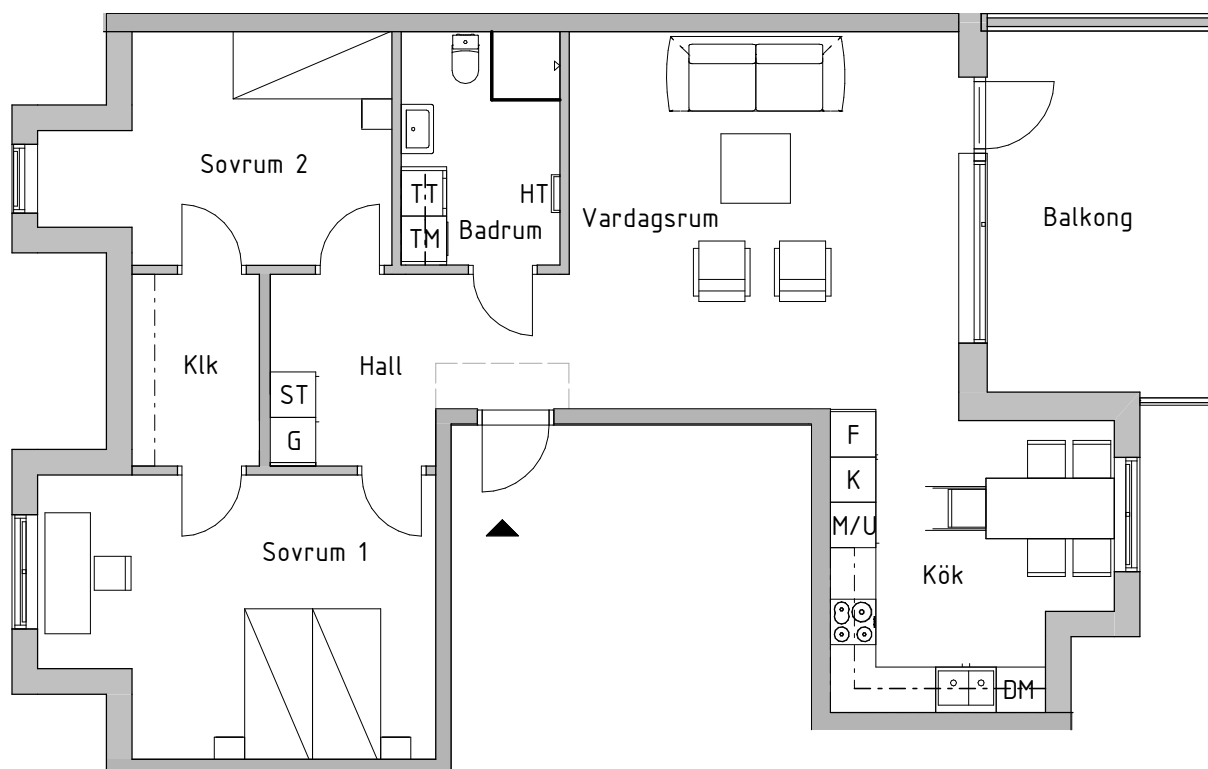 Sovrum 2
TT
TM
HT
Badrum
Vardagsrum
Balkong
Klk
Hall
ST
G
F
K
M/U
Sovrum 1
Kök
DM